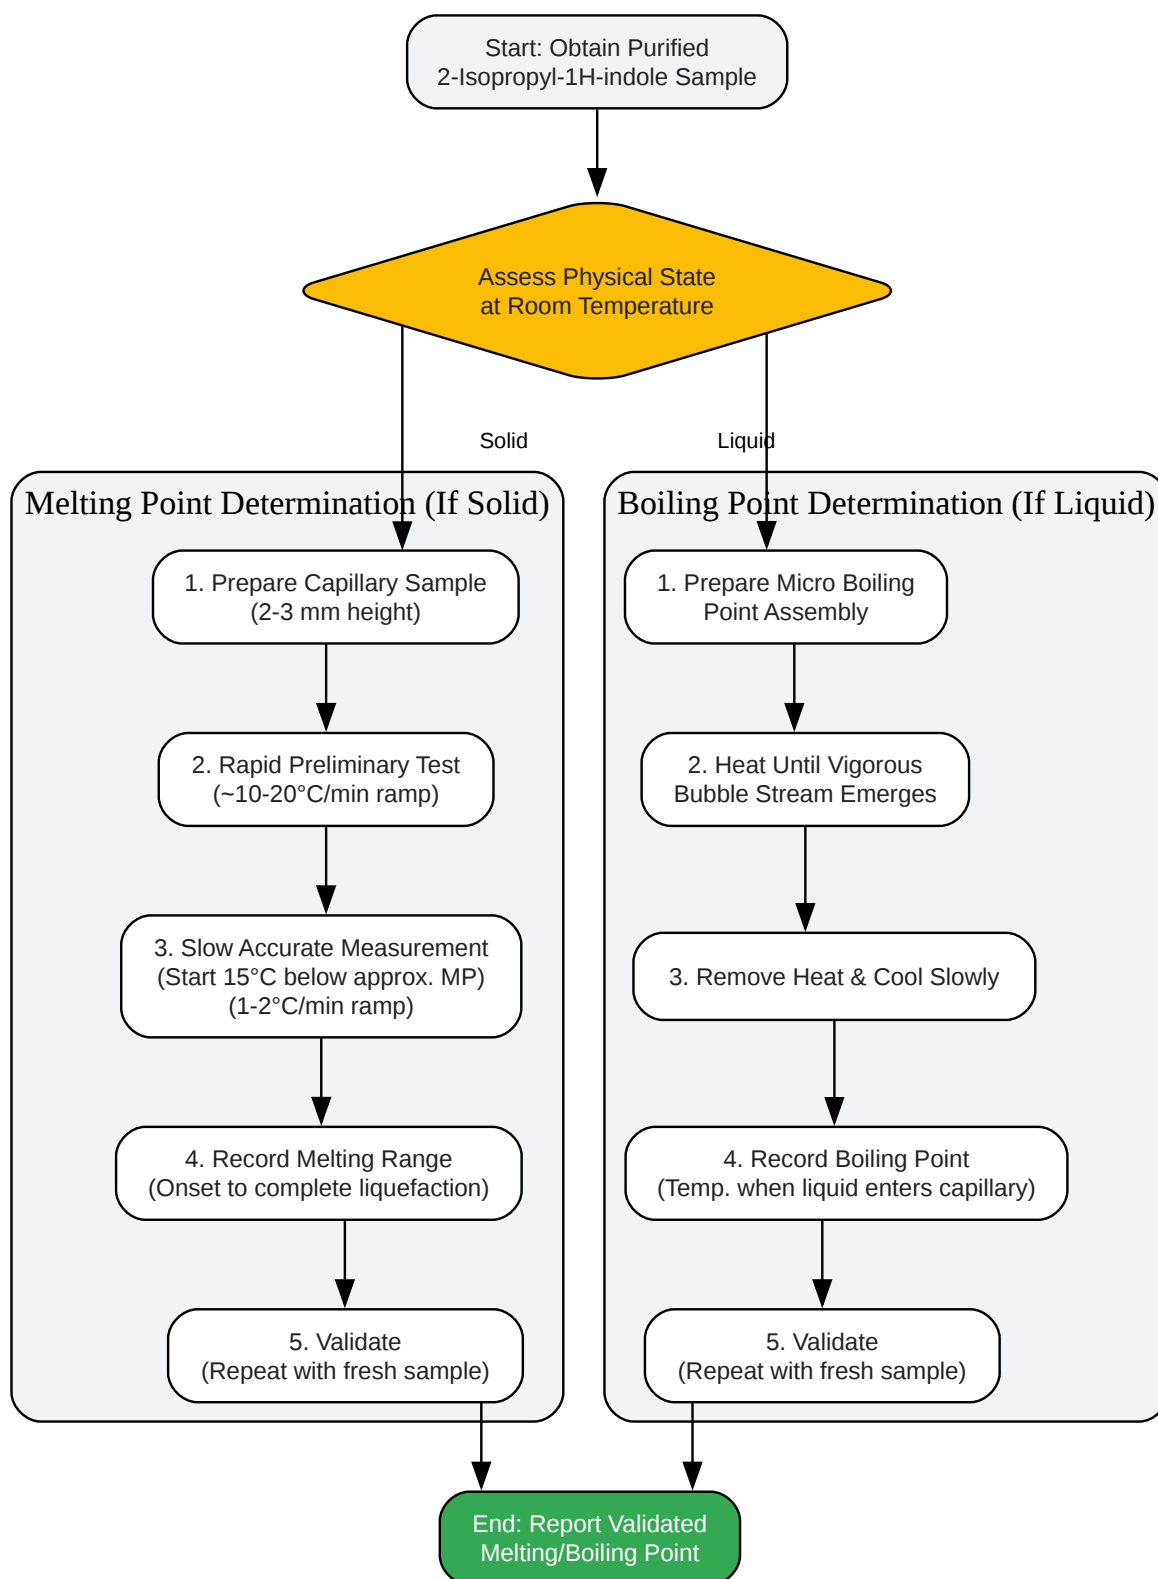 Start: Obtain Purified
2-Isopropyl-1H-indole Sample
Assess Physical State
at Room Temperature
Solid
Liquid
Melting Point Determination (If Solid)
1. Prepare Capillary Sample
(2-3 mm height)
2. Rapid Preliminary Test
(~10-20°C/min ramp)
3. Slow Accurate Measurement
(Start 15°C below approx. MP)
(1-2°C/min ramp)
4. Record Melting Range
(Onset to complete liquefaction)
5. Validate
(Repeat with fresh sample)
Boiling Point Determination (If Liquid)
1. Prepare Micro Boiling
Point Assembly
2. Heat Until Vigorous
Bubble Stream Emerges
3. Remove Heat & Cool Slowly
4. Record Boiling Point
(Temp. when liquid enters capillary)
5. Validate
(Repeat with fresh sample)
End: Report Validated
Melting/Boiling Point